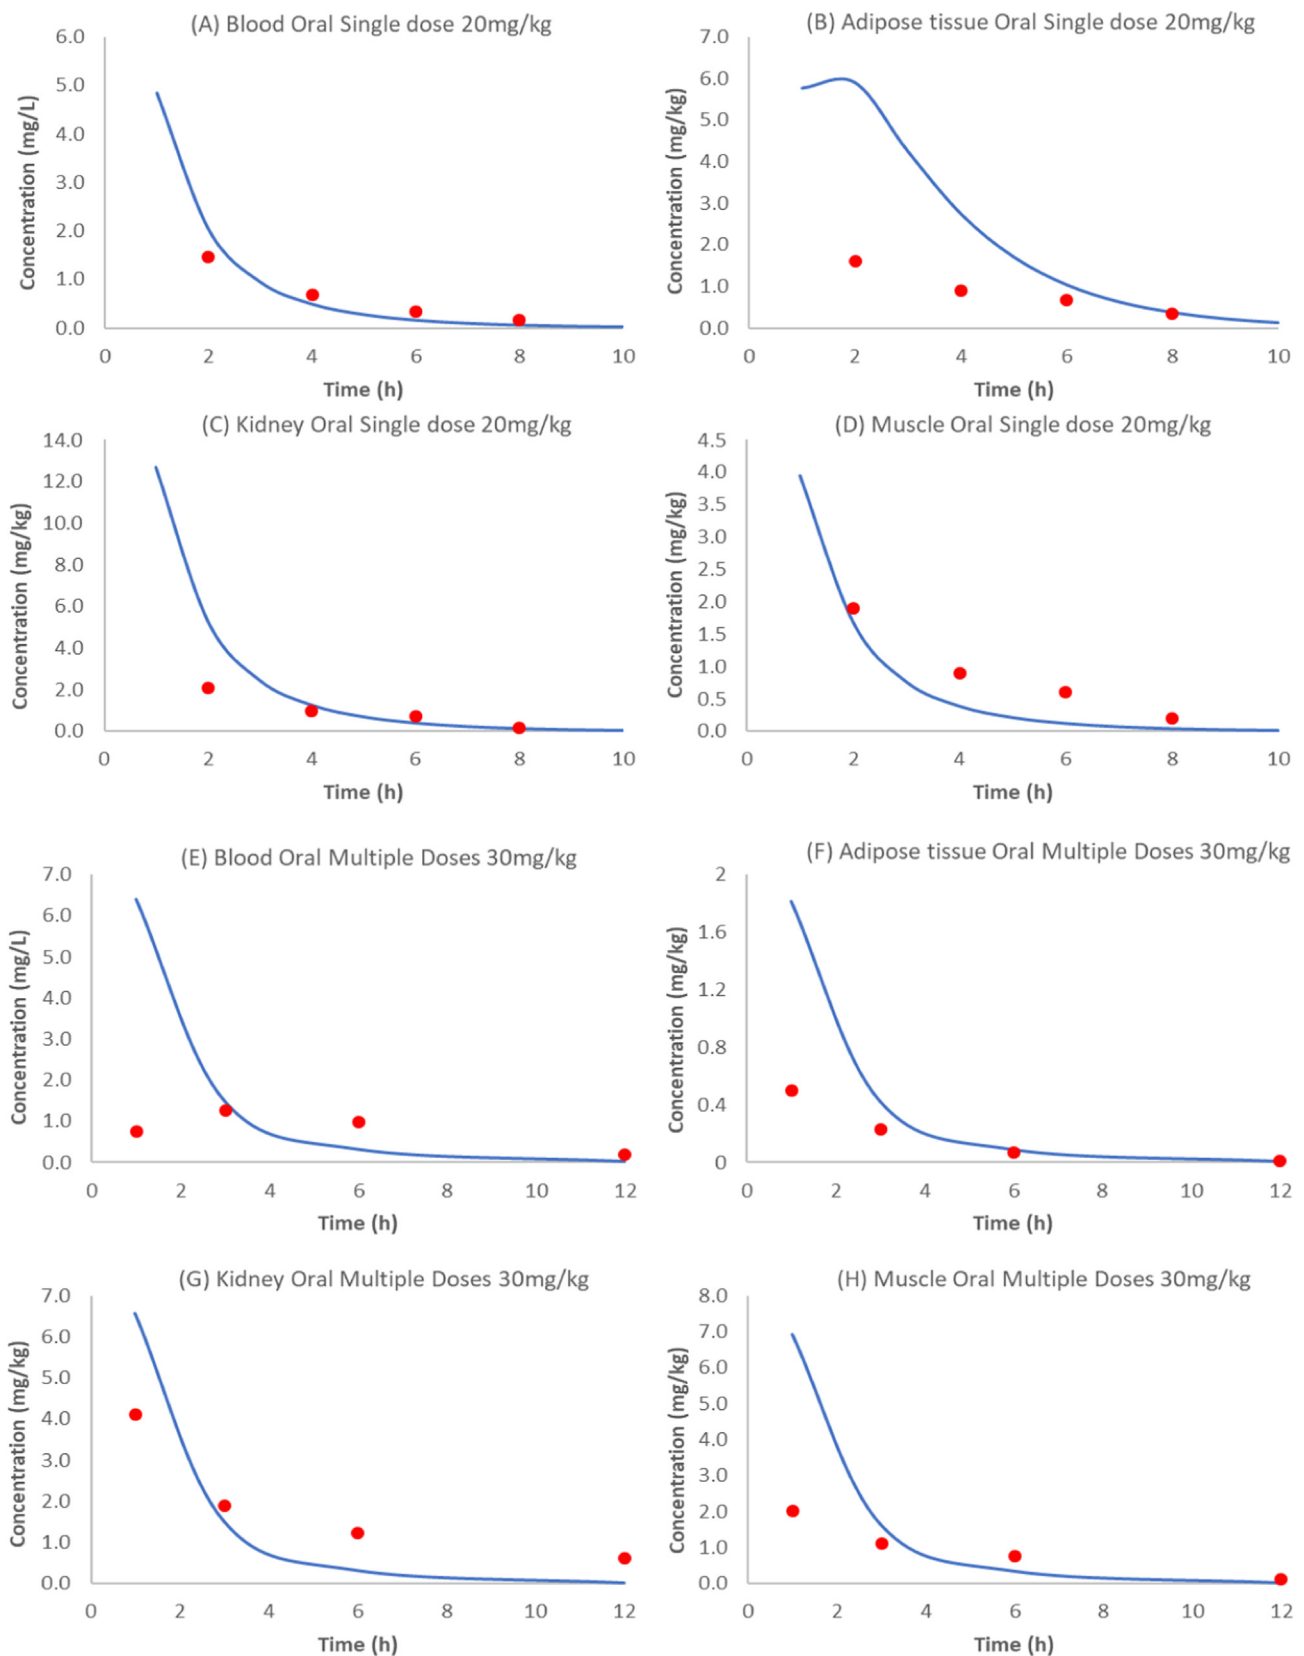 (A) Blood Oral Single dose 20mg/kg
6.0
5.0
4.0
3.0
2.0
1.0
0.0
Concentration (mg/L)
0 2 4 6 8 10
Time (h)
(B) Adipose tissue Oral Single dose 20mg/kg
7.0
6.0
5.0
4.0
3.0
2.0
1.0
0.0
Concentration (mg/kg)
0 2 4 6 8 10
Time (h)
(C) Kidney Oral Single dose 20mg/kg
14.0
12.0
10.0
8.0
6.0
4.0
2.0
0.0
Concentration (mg/kg)
0 2 4 6 8 10
Time (h)
(D) Muscle Oral Single dose 20mg/kg
4.5
4.0
3.5
3.0
2.5
2.0
1.5
1.0
0.5
0.0
Concentration (mg/kg)
0 2 4 6 8 10
Time (h)
(E) Blood Oral Multiple Doses 30mg/kg
7.0
6.0
5.0
4.0
3.0
2.0
1.0
0.0
Concentration (mg/L)
0 2 4 6 8 10 12
Time (h)
(F) Adipose tissue Oral Multiple Doses 30mg/kg
2
1.6
1.2
0.8
0.4
0
Concentration (mg/kg)
0 2 4 6 8 10 12
Time (h)
(G) Kidney Oral Multiple Doses 30mg/kg
7.0
6.0
5.0
4.0
3.0
2.0
1.0
0.0
Concentration (mg/kg)
0 2 4 6 8 10 12
Time (h)
(H) Muscle Oral Multiple Doses 30mg/kg
8.0
7.0
6.0
5.0
4.0
3.0
2.0
1.0
0.0
Concentration (mg/kg)
0 2 4 6 8 10 12
Time (h)